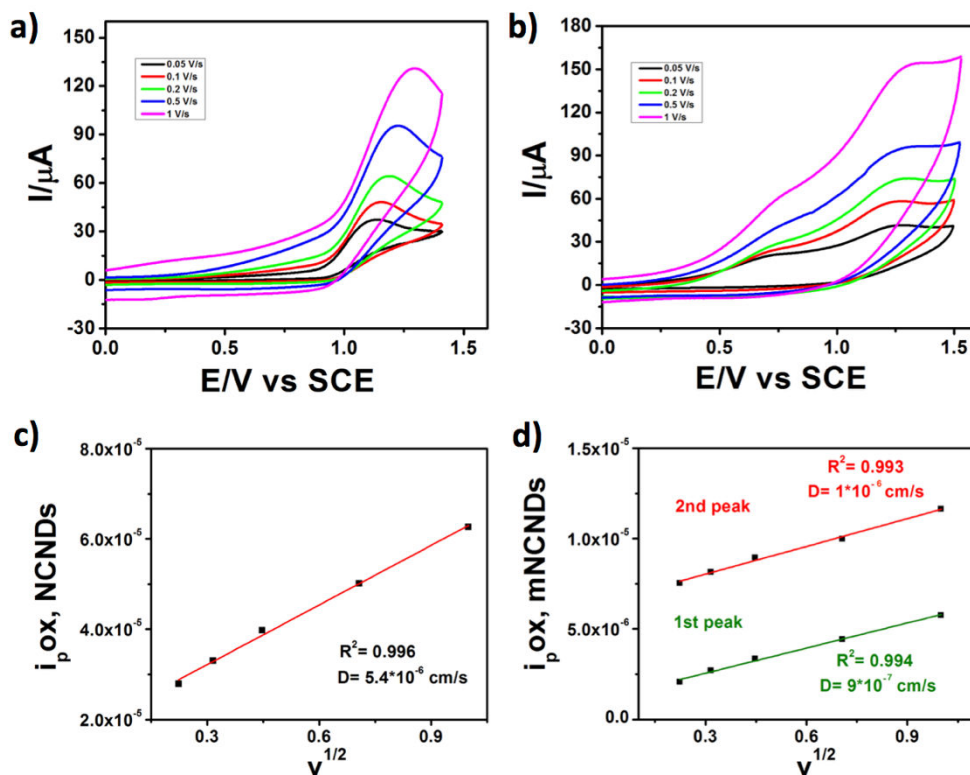 a)
150
120
90
60
30
0
-30
I/µA
0.05 V/s
0.1 V/s
0.2 V/s
0.5 V/s
1 V/s
0.0
0.5
1.0
1.5
E/V vs SCE
b)
180
150
120
90
60
30
0
-30
I/µA
0.05 V/s
0.1 V/s
0.2 V/s
0.5 V/s
1 V/s
0.0
0.5
1.0
1.5
E/V vs SCE
c)
8.0x10⁻⁵
6.0x10⁻⁵
4.0x10⁻⁵
2.0x10⁻⁵
iₚox, NCNDs
R²= 0.996
D= 5.4*10⁻⁶ cm/s
0.3
0.6
0.9
v¹/²
d)
1.5x10⁻⁵
1.0x10⁻⁵
5.0x10⁻⁶
0.0
iₚox, mNCNDs
R²= 0.993
D= 1*10⁻⁶ cm/s
2nd peak
1st peak
R²= 0.994
D= 9*10⁻⁷ cm/s
0.3
0.6
0.9
v¹/²